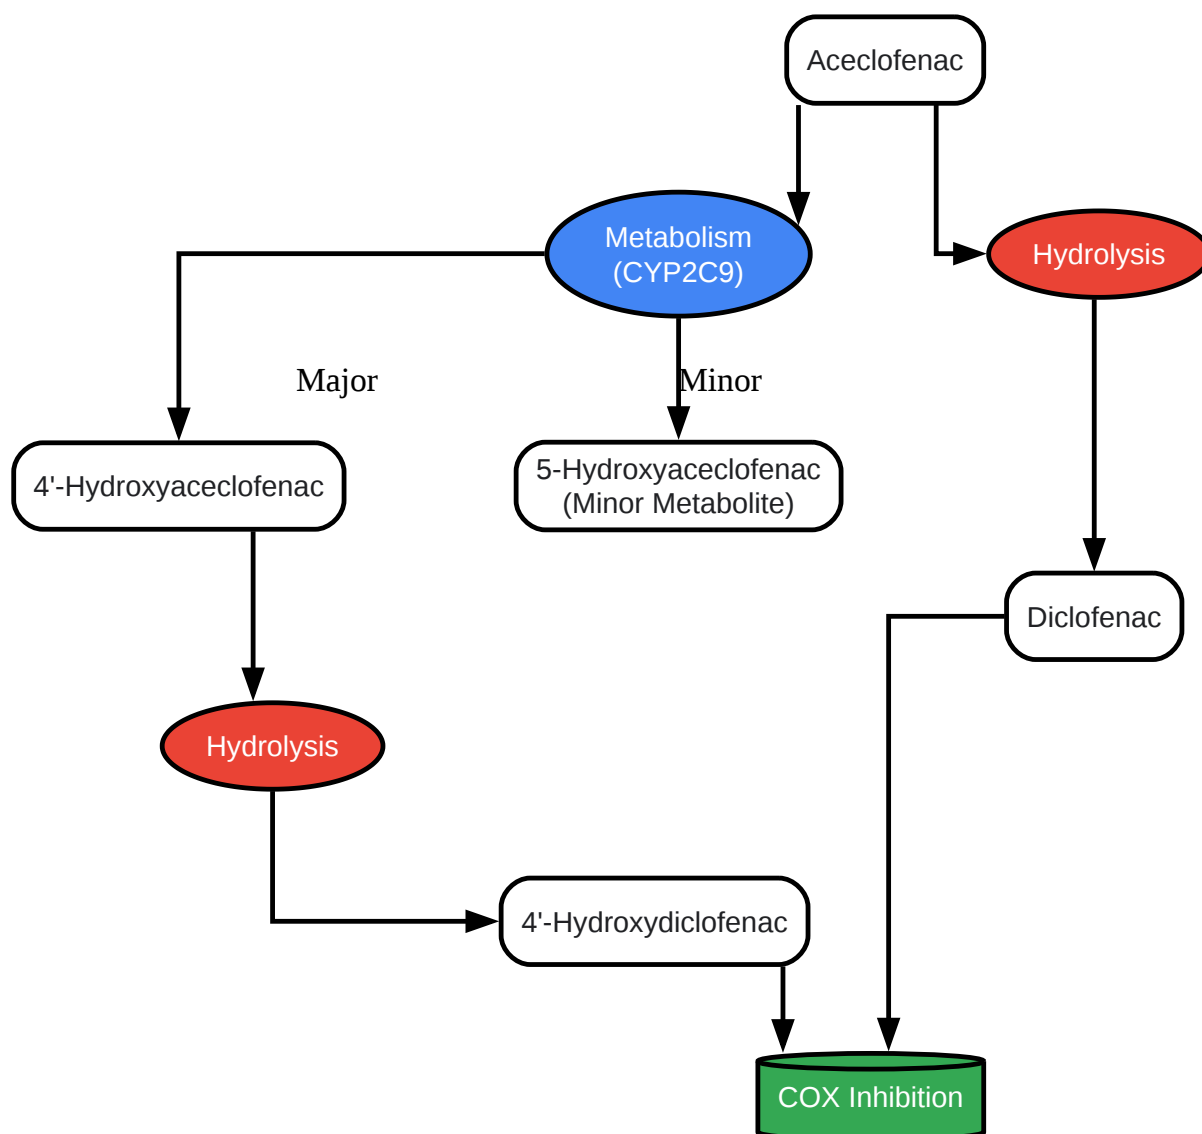 Aceclofenac
Metabolism
(CYP2C9)
Hydrolysis
Major
Minor
4'-Hydroxyaceclofenac
5-Hydroxyaceclofenac
(Minor Metabolite)
Diclofenac
Hydrolysis
4'-Hydroxydiclofenac
COX Inhibition